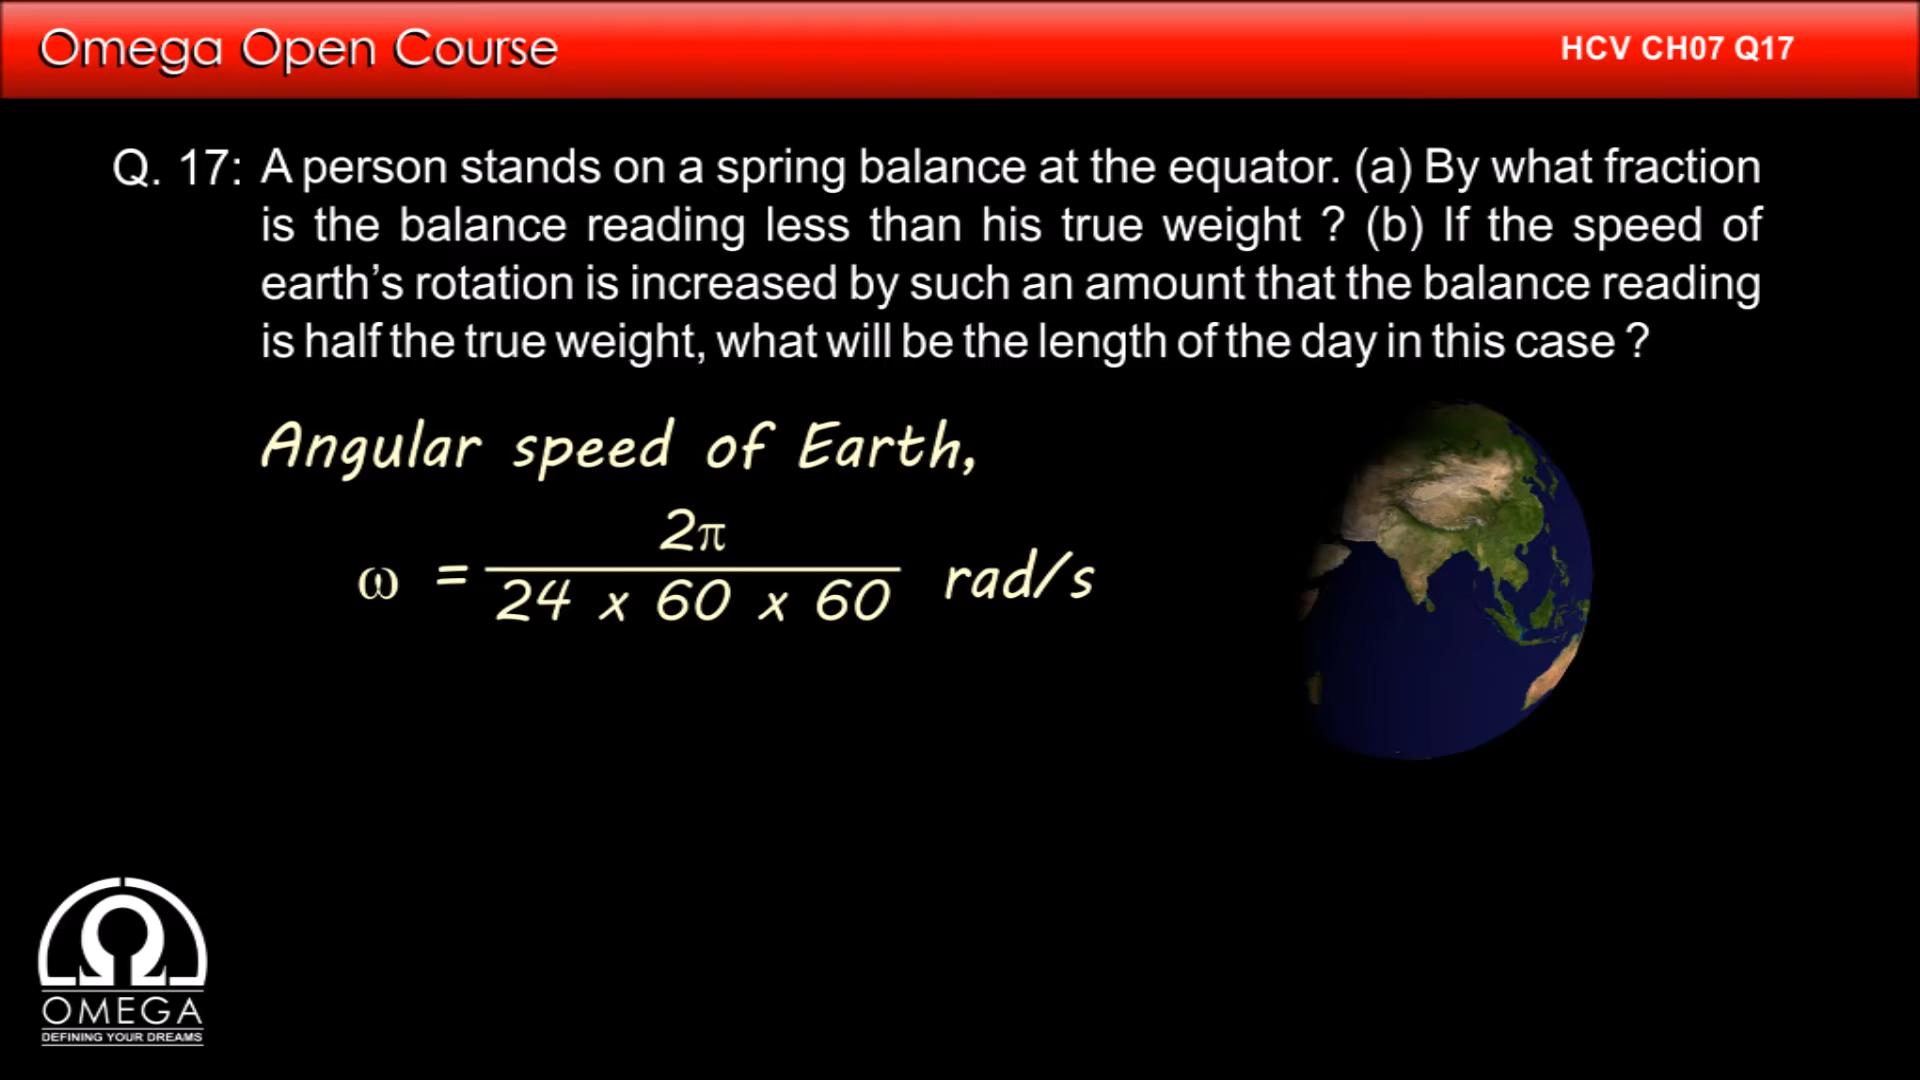 Omega Open Course
HCV CH07 Q17
Q. 17: A person stands on a spring balance at the equator. (a) By what fraction
is the balance reading less than his true weight ? (b) If the speed of
earth’s rotation is increased by such an amount that the balance reading
is half the true weight, what will be the length of the day in this case ?
Angular speed of Earth,
2π
ω = rad/s
24 x 60 x 60
OMEGA
DEFINING YOUR DREAMS